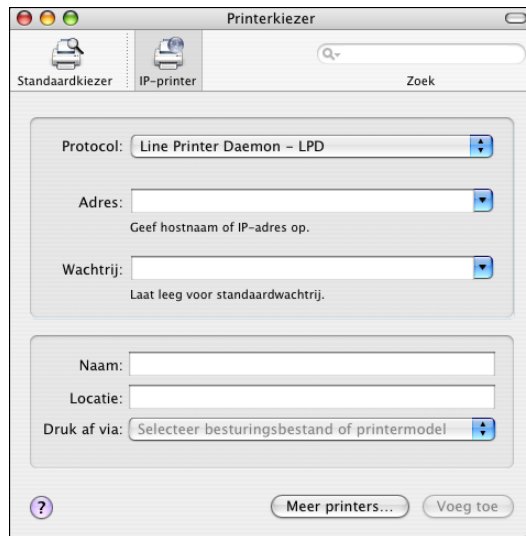 Printerkiezer
Standaardkiezer
IP-printer
Zoek
Protocol: Line Printer Daemon – LPD
Adres:
Geef hostnaam of IP-adres op.
Wachtrij:
Laat leeg voor standaardwachtrij.
Naam:
Locatie:
Druk af via: Selecteer besturingsbestand of printermodel
? Meer printers... Voeg toe